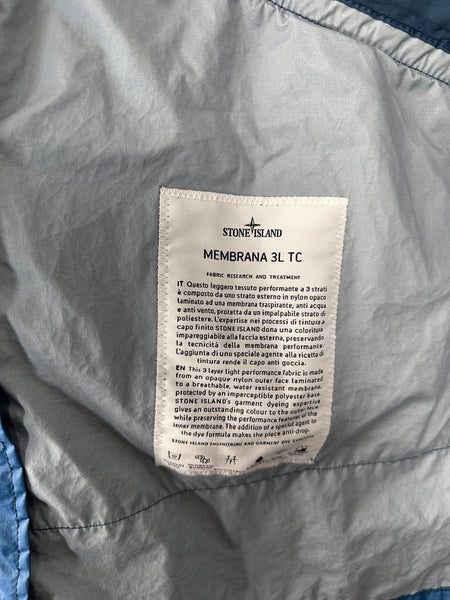 STONE ISLAND
MEMBRANA 3L TC
FABRIC RESEARCH AND TREATMENT
IT Questo leggero tessuto performante a 3 strati
è composto da uno strato esterno in nylon opaco
laminato ad una membrana traspirante, anti acqua
e anti vento, protetta da un impalpabile strato di
poliestere. L'expertise nei processi di tintura a
capo finito STONE ISLAND dona una coloritura
impareggiabile alla faccia esterna, preservando
la tecnicità della membrana performante.
L'aggiunta di uno speciale agente alla ricetta di
tintura rende il capo anti goccia.
EN This 3 layer light performance fabric is made
from an opaque nylon outer face laminated
to a breathable, water resistant membrane,
protected by an imperceptible polyester base.
STONE ISLAND's garment dyeing expertise
gives an outstanding colour to the outer face
while preserving the performance features of the
inner membrane. The addition of a special agent to
the dye formula makes the piece anti-drop.
STONE ISLAND ENGINEERING AND GARMENT DYE